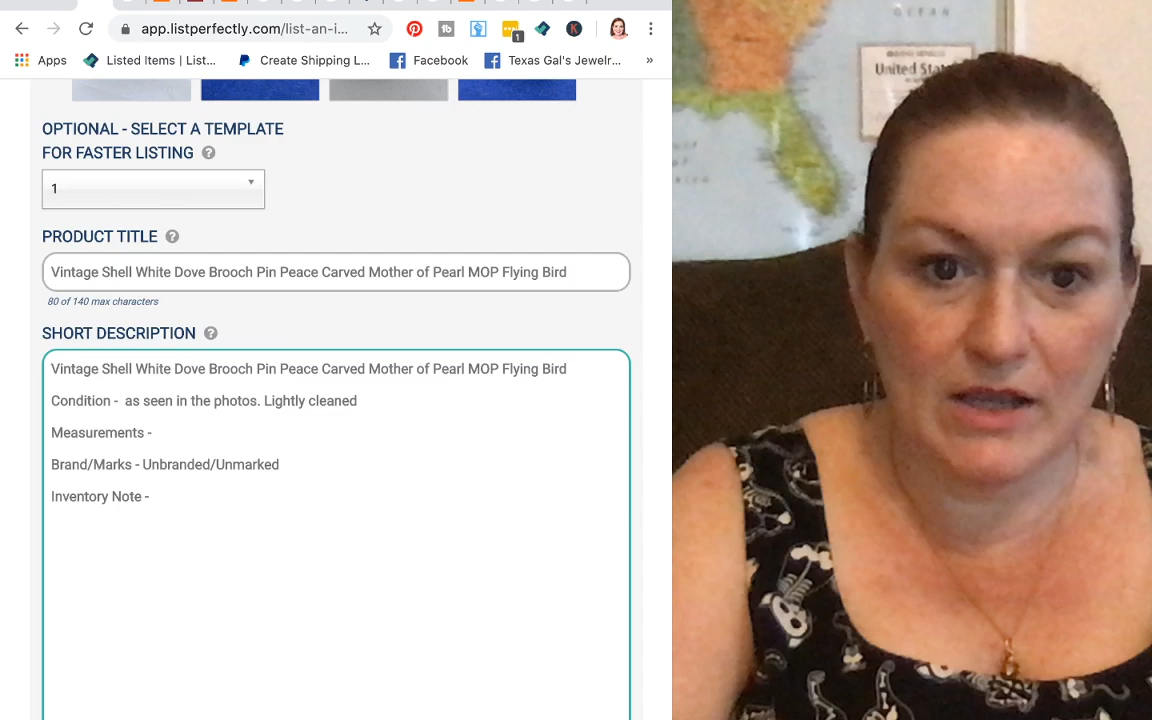 app.listperfectly.com/list-an-i...
1
Apps
Listed Items | List...
Create Shipping L...
Facebook
Texas Gal's Jewelr...
»
OPTIONAL - SELECT A TEMPLATE
FOR FASTER LISTING ?
1
PRODUCT TITLE ?
Vintage Shell White Dove Brooch Pin Peace Carved Mother of Pearl MOP Flying Bird
80 of 140 max characters
SHORT DESCRIPTION ?
Vintage Shell White Dove Brooch Pin Peace Carved Mother of Pearl MOP Flying Bird
Condition - as seen in the photos. Lightly cleaned
Measurements -
Brand/Marks - Unbranded/Unmarked
Inventory Note -
OCEAN
United